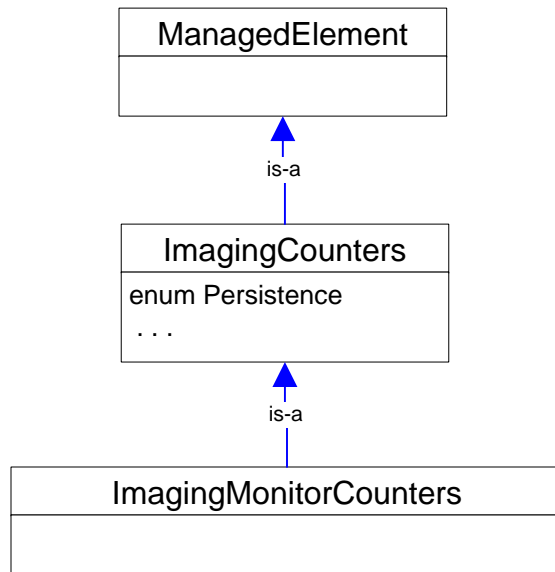 ManagedElement
is-a
ImagingCounters
enum Persistence
. . .
is-a
ImagingMonitorCounters